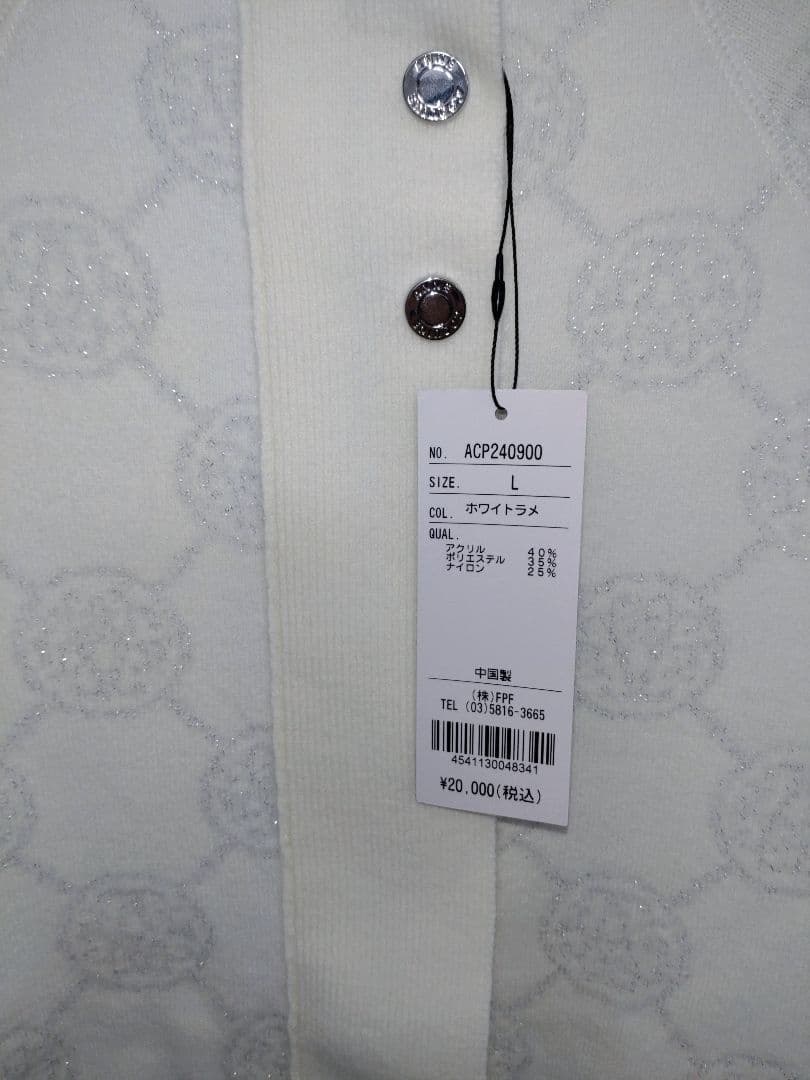 NO. ACP240900
SIZE. L
COL. ホワイトラメ
QUAL.
アクリル 40%
ポリエステル 35%
ナイロン 25%
中国製
(株)FPF
TEL (03)5816-3665
4541130048341
¥20,000(税込)